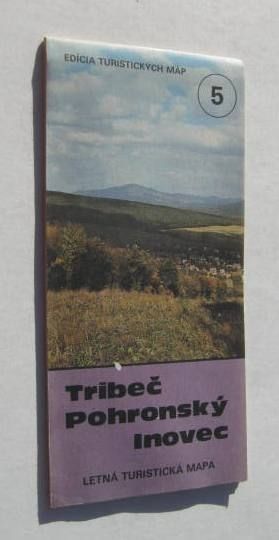 EDÍCIA TURISTICKÝCH MÁP
5
Tribeč
Pohronský
Inovec
LETNÁ TURISTICKÁ MAPA